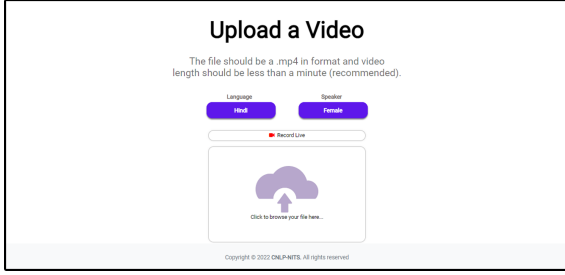 Upload a Video
The file should be a .mp4 in format and video
length should be less than a minute (recommended).
Language Speaker
Hindi Female
Record Live
Click to browse your file here...
Copyright © 2022 CNLP-NITS. All rights reserved